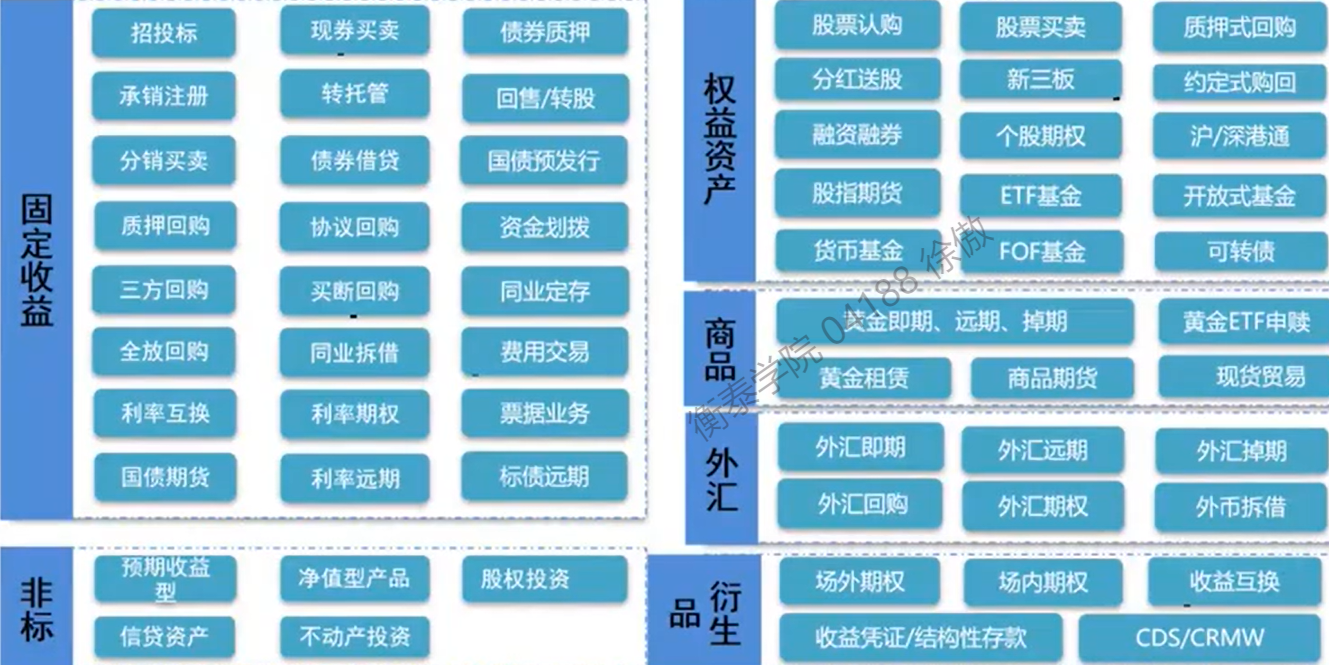 固定收益
招投标
现券买卖
债券质押
承销注册
转托管
回售/转股
分销买卖
债券借贷
国债预发行
质押回购
协议回购
资金划拨
三方回购
买断回购
同业定存
全放回购
同业拆借
费用交易
利率互换
利率期权
票据业务
国债期货
利率远期
标债远期
非标
预期收益
型
净值型产品
股权投资
信贷资产
不动产投资
权益资产
股票认购
股票买卖
质押式回购
分红送股
新三板
约定式购回
融资融券
个股期权
沪/深港通
股指期货
ETF基金
开放式基金
货币基金
FOF基金
可转债
商品
黄金即期、远期、掉期
黄金ETF申赎
黄金租赁
商品期货
现货贸易
外汇
外汇即期
外汇远期
外汇掉期
外汇回购
外汇期权
外币拆借
衍生
品
场外期权
场内期权
收益互换
收益凭证/结构性存款
CDS/CRMW
衡泰学院 04188 徐傲